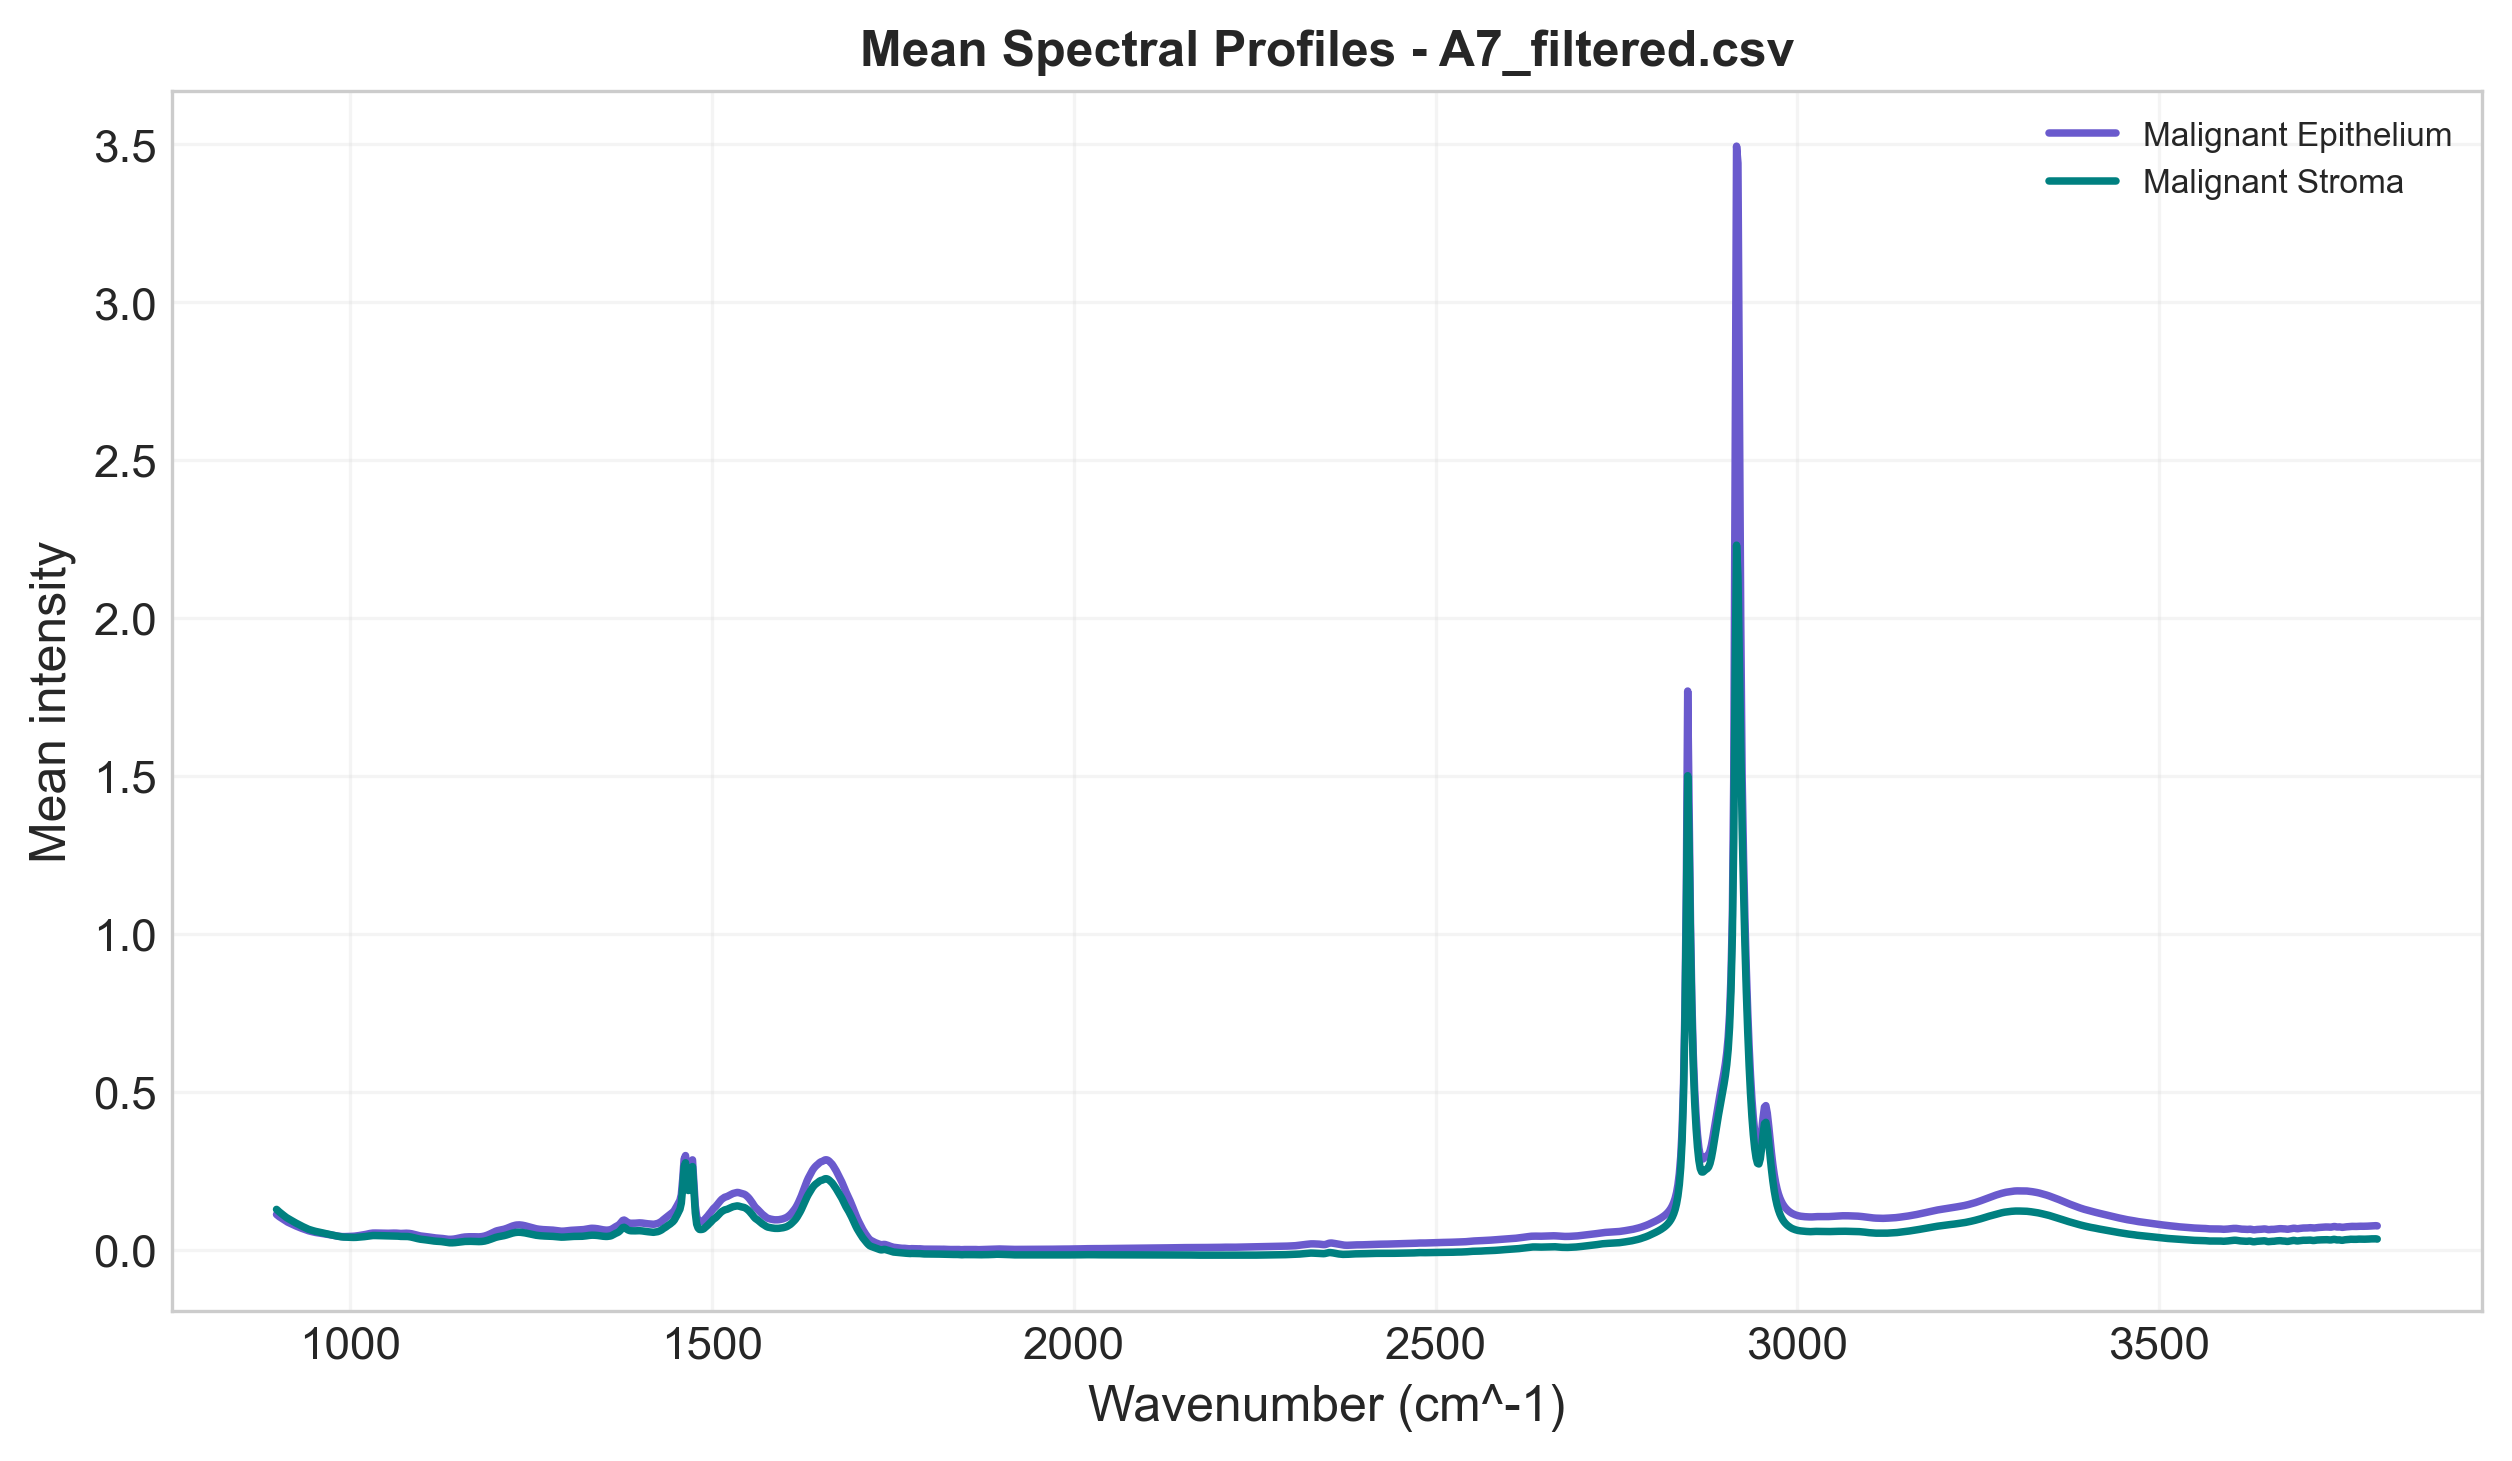 Mean Spectral Profiles - A7_filtered.csv
Malignant Epithelium
Malignant Stroma
Mean intensity
3.5
3.0
2.5
2.0
1.5
1.0
0.5
0.0
1000 1500 2000 2500 3000 3500
Wavenumber (cm^-1)